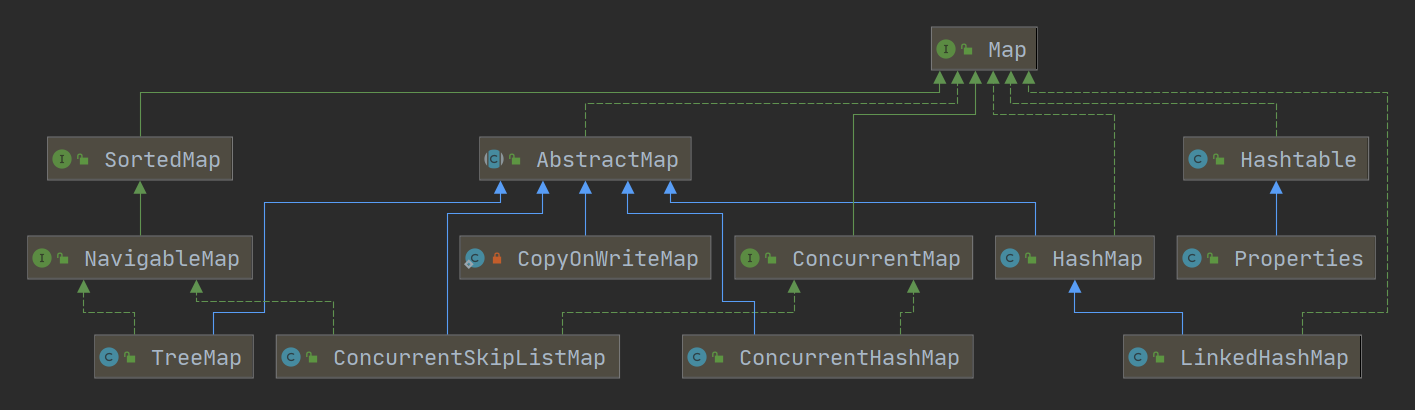 I Map
I SortedMap
C AbstractMap
C Hashtable
I NavigableMap
C CopyOnWriteMap
I ConcurrentMap
C HashMap
C Properties
C TreeMap
C ConcurrentSkipListMap
C ConcurrentHashMap
C LinkedHashMap